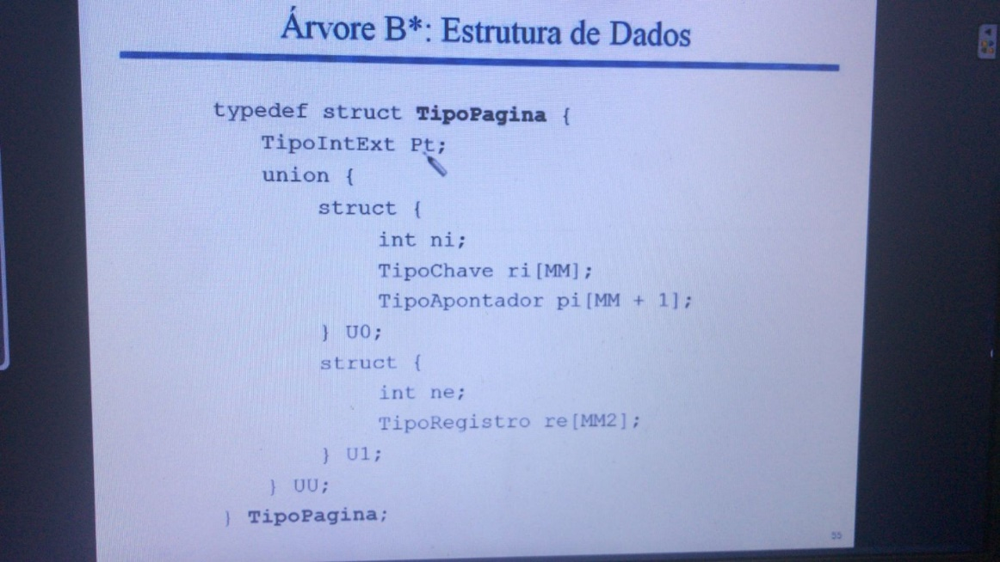 Árvore B*: Estrutura de Dados
typedef struct TipoPagina {
TipoIntExt Pt;
union {
struct {
int ni;
TipoChave ri[MM];
TipoApontador pi[MM + 1];
} U0;
struct {
int ne;
TipoRegistro re[MM2];
} U1;
} UU;
} TipoPagina;
55